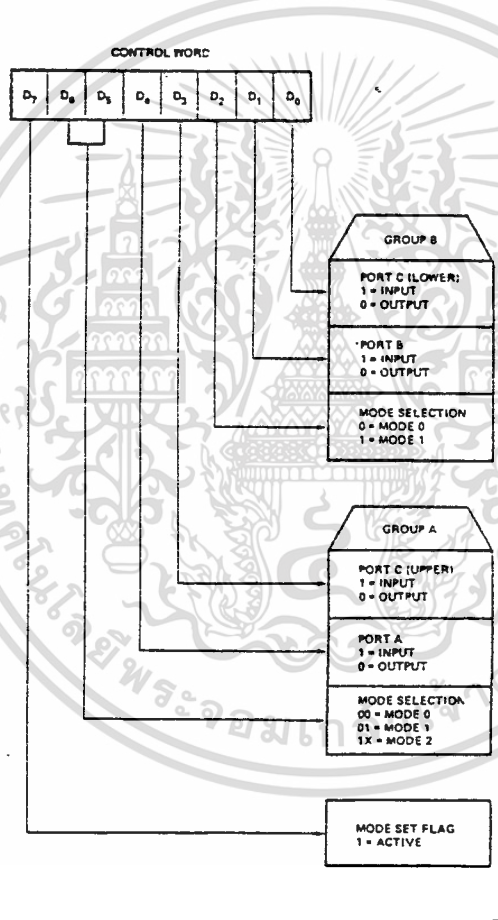 CONTROL WORD
D7 D6 D5 D4 D3 D2 D1 D0
GROUP B
PORT C (LOWER)
1 = INPUT
0 = OUTPUT
PORT B
1 = INPUT
0 = OUTPUT
MODE SELECTION
0 = MODE 0
1 = MODE 1
GROUP A
PORT C (UPPER)
1 = INPUT
0 = OUTPUT
PORT A
1 = INPUT
0 = OUTPUT
MODE SELECTION
00 = MODE 0
01 = MODE 1
1X = MODE 2
MODE SET FLAG
1 = ACTIVE